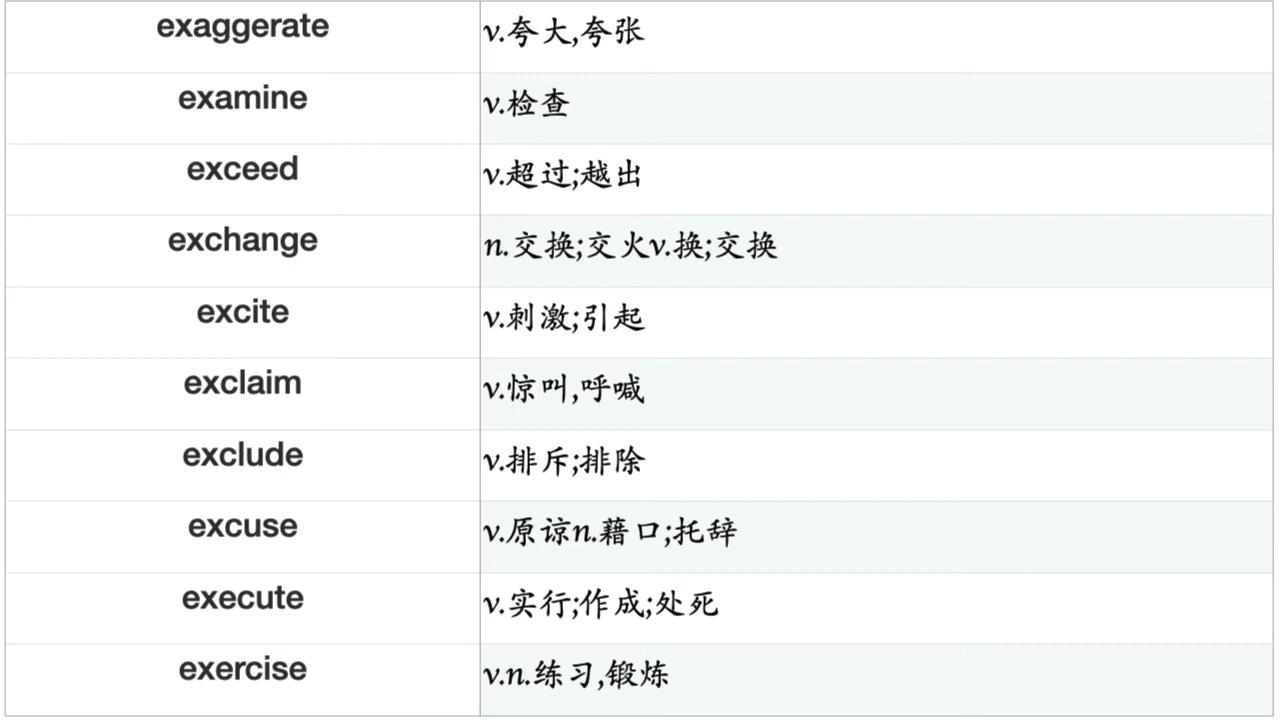 exaggerate v.夸大,夸张
examine v.检查
exceed v.超过;越出
exchange n.交换;交火v.换;交换
excite v.刺激;引起
exclaim v.惊叫,呼喊
exclude v.排斥;排除
excuse v.原谅n.藉口;托辞
execute v.实行;作成;处死
exercise v.n.练习,锻炼